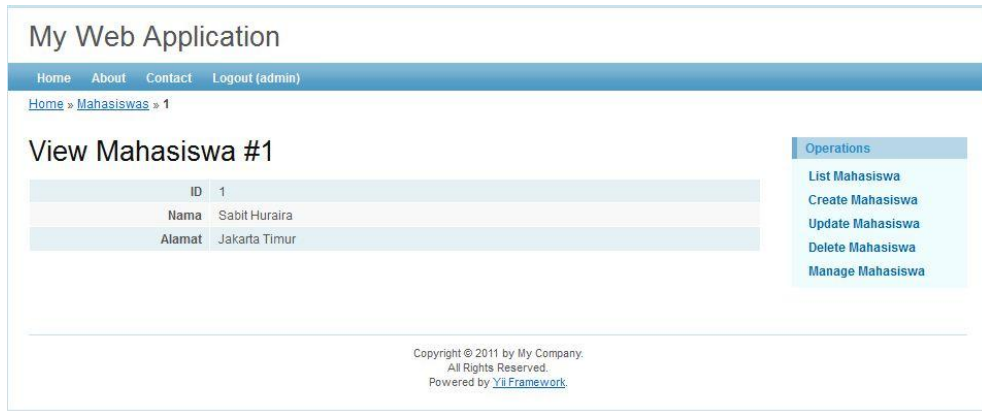 My Web Application
Home About Contact Logout (admin)
Home » Mahasiswas » 1
View Mahasiswa #1
ID 1
Nama Sabit Huraira
Alamat Jakarta Timur
Operations
List Mahasiswa
Create Mahasiswa
Update Mahasiswa
Delete Mahasiswa
Manage Mahasiswa
Copyright © 2011 by My Company.
All Rights Reserved.
Powered by Yii Framework.